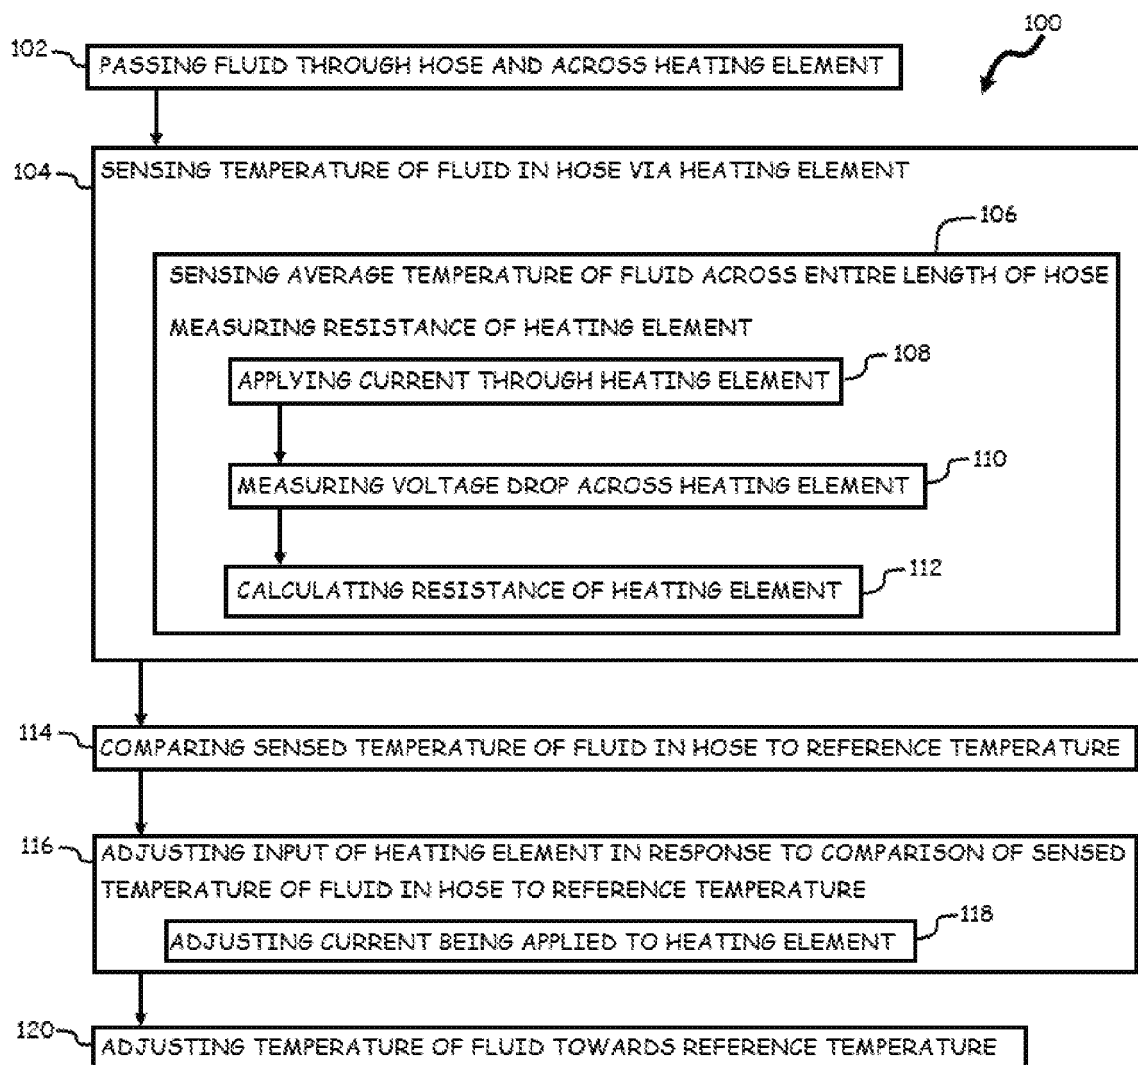 100
102
PASSING FLUID THROUGH HOSE AND ACROSS HEATING ELEMENT
104
SENSING TEMPERATURE OF FLUID IN HOSE VIA HEATING ELEMENT
106
SENSING AVERAGE TEMPERATURE OF FLUID ACROSS ENTIRE LENGTH OF HOSE
MEASURING RESISTANCE OF HEATING ELEMENT
108
APPLYING CURRENT THROUGH HEATING ELEMENT
110
MEASURING VOLTAGE DROP ACROSS HEATING ELEMENT
112
CALCULATING RESISTANCE OF HEATING ELEMENT
114
COMPARING SENSED TEMPERATURE OF FLUID IN HOSE TO REFERENCE TEMPERATURE
116
ADJUSTING INPUT OF HEATING ELEMENT IN RESPONSE TO COMPARISON OF SENSED
TEMPERATURE OF FLUID IN HOSE TO REFERENCE TEMPERATURE
118
ADJUSTING CURRENT BEING APPLIED TO HEATING ELEMENT
120
ADJUSTING TEMPERATURE OF FLUID TOWARDS REFERENCE TEMPERATURE